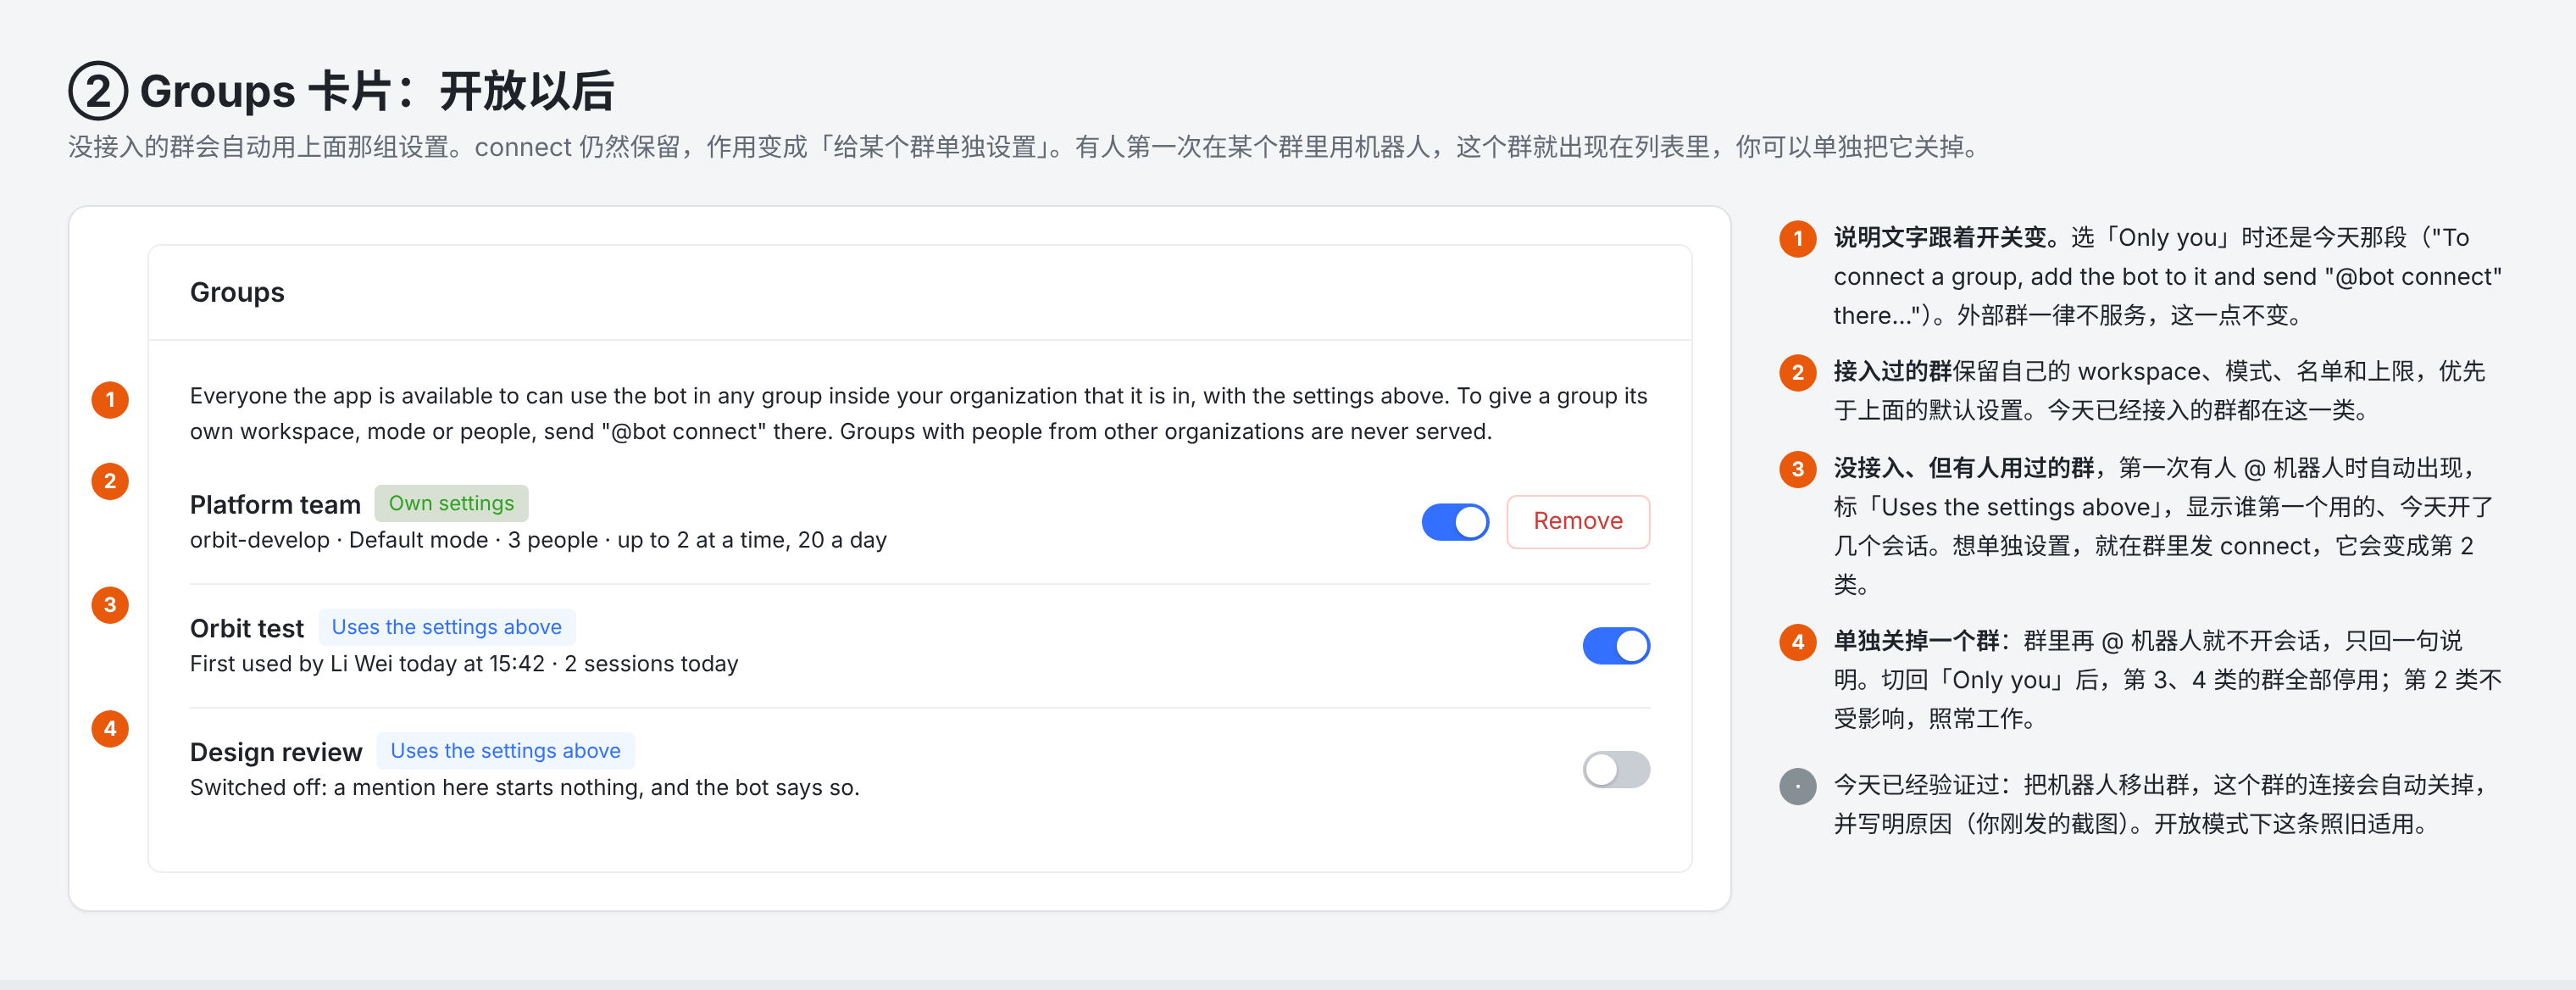 ② Groups 卡片：开放以后
没接入的群会自动用上面那组设置。connect 仍然保留，作用变成「给某个群单独设置」。有人第一次在某个群里用机器人，这个群就出现在列表里，你可以单独把它关掉。
Groups
1
Everyone the app is available to can use the bot in any group inside your organization that it is in, with the settings above. To give a group its
own workspace, mode or people, send "@bot connect" there. Groups with people from other organizations are never served.
2
Platform team Own settings
orbit-develop · Default mode · 3 people · up to 2 at a time, 20 a day
Remove
3
Orbit test Uses the settings above
First used by Li Wei today at 15:42 · 2 sessions today
4
Design review Uses the settings above
Switched off: a mention here starts nothing, and the bot says so.
1 说明文字跟着开关变。选「Only you」时还是今天那段（"To
connect a group, add the bot to it and send "@bot connect"
there..."）。外部群一律不服务，这一点不变。
2 接入过的群保留自己的 workspace、模式、名单和上限，优先
于上面的默认设置。今天已经接入的群都在这一类。
3 没接入、但有人用过的群，第一次有人 @ 机器人时自动出现，
标「Uses the settings above」，显示谁第一个用的、今天开了
几个会话。想单独设置，就在群里发 connect，它会变成第 2
类。
4 单独关掉一个群：群里再 @ 机器人就不开会话，只回一句说
明。切回「Only you」后，第 3、4 类的群全部停用；第 2 类不
受影响，照常工作。
· 今天已经验证过：把机器人移出群，这个群的连接会自动关掉，
并写明原因（你刚发的截图）。开放模式下这条照旧适用。